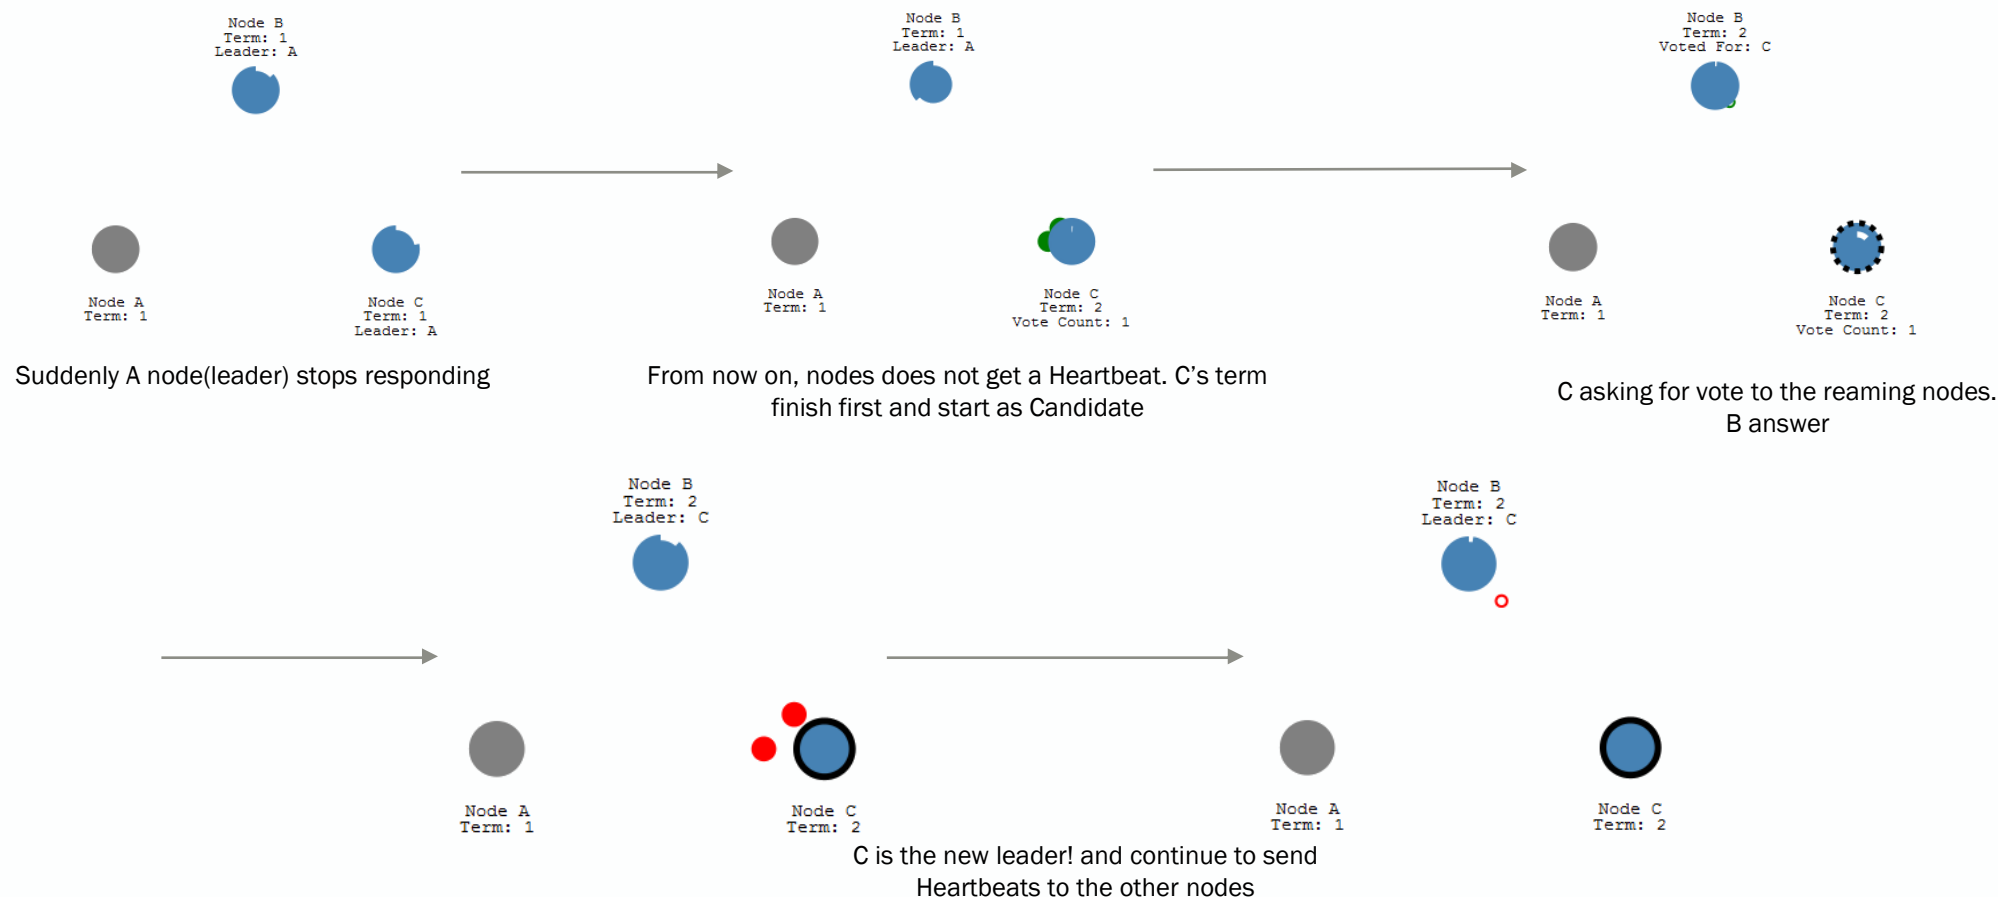 Node B
Term: 1
Leader: A
Node A
Term: 1
Node C
Term: 1
Leader: A
Suddenly A node(leader) stops responding
Node B
Term: 1
Leader: A
Node A
Term: 1
Node C
Term: 2
Vote Count: 1
From now on, nodes does not get a Heartbeat. C’s term
finish first and start as Candidate
Node B
Term: 2
Voted For: C
Node A
Term: 1
Node C
Term: 2
Vote Count: 1
C asking for vote to the reaming nodes.
B answer
Node B
Term: 2
Leader: C
Node A
Term: 1
Node C
Term: 2
Node B
Term: 2
Leader: C
Node A
Term: 1
Node C
Term: 2
C is the new leader! and continue to send
Heartbeats to the other nodes